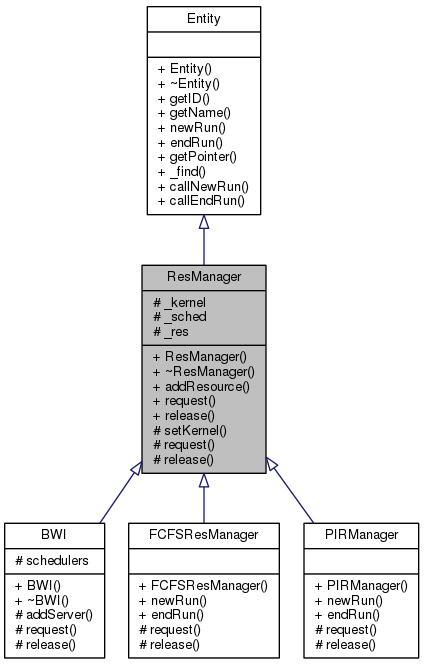 Entity
+ Entity()
+ ~Entity()
+ getID()
+ getName()
+ newRun()
+ endRun()
+ getPointer()
+ _find()
+ callNewRun()
+ callEndRun()
ResManager
# _kernel
# _sched
# _res
+ ResManager()
+ ~ResManager()
+ addResource()
+ request()
+ release()
# setKernel()
# request()
# release()
BWI
# schedulers
+ BWI()
+ ~BWI()
# addServer()
# request()
# release()
FCFSResManager
+ FCFSResManager()
+ newRun()
+ endRun()
# request()
# release()
PIRManager
+ PIRManager()
+ newRun()
+ endRun()
# request()
# release()